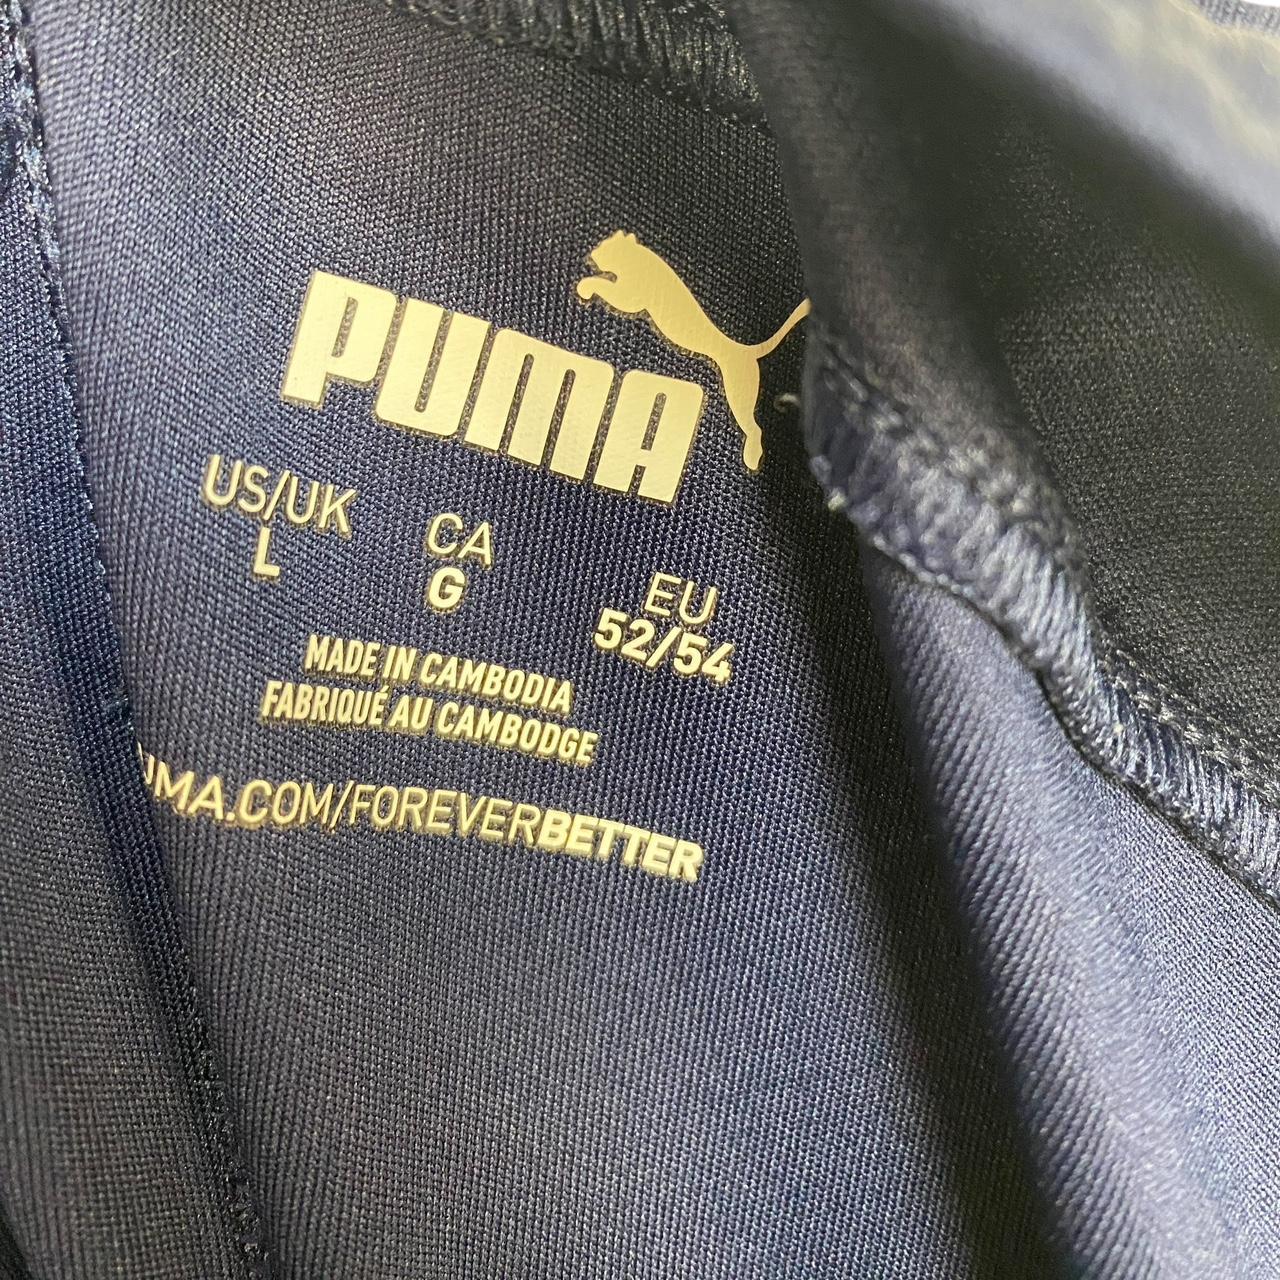 PUMA
US/UK CA EU
L G 52/54
MADE IN CAMBODIA
FABRIQUÉ AU CAMBODGE
UMA.COM/FOREVERBETTER